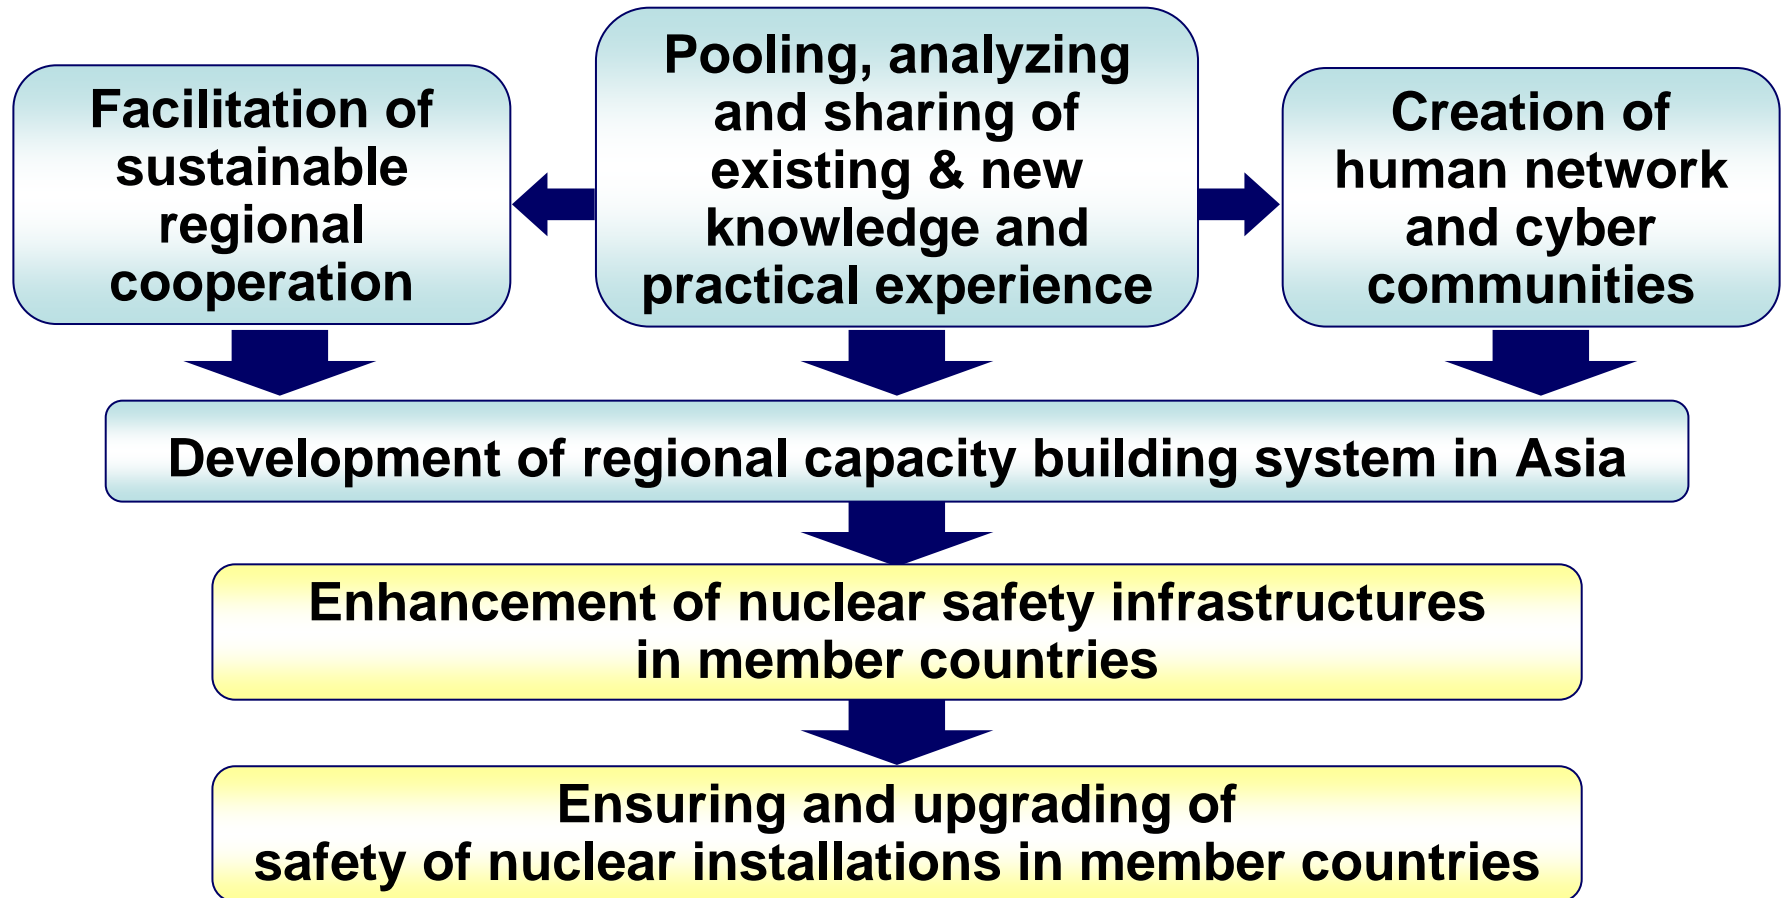 Facilitation of
sustainable
regional
cooperation
Pooling, analyzing
and sharing of
existing & new
knowledge and
practical experience
Creation of
human network
and cyber
communities
Development of regional capacity building system in Asia
Enhancement of nuclear safety infrastructures
in member countries
Ensuring and upgrading of
safety of nuclear installations in member countries